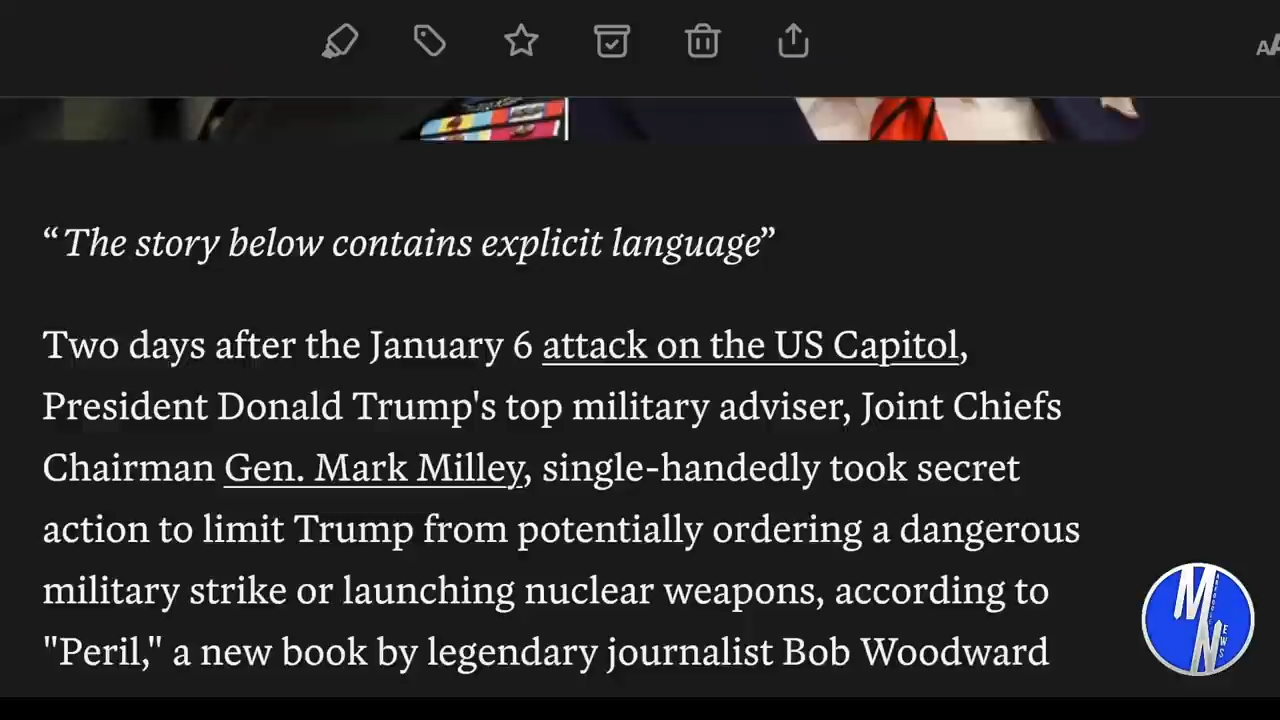 AA
“The story below contains explicit language”
Two days after the January 6 attack on the US Capitol,
President Donald Trump's top military adviser, Joint Chiefs
Chairman Gen. Mark Milley, single-handedly took secret
action to limit Trump from potentially ordering a dangerous
military strike or launching nuclear weapons, according to
"Peril," a new book by legendary journalist Bob Woodward
M
N
EWS